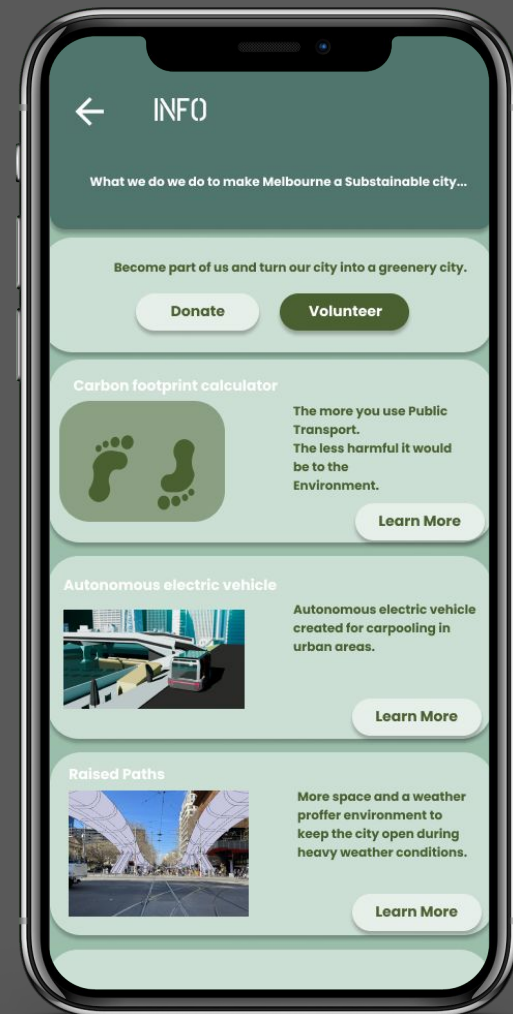 INFO
What we do we do to make Melbourne a Substainable city...
Become part of us and turn our city into a greenery city.
Donate
Volunteer
Carbon footprint calculator
The more you use Public
Transport.
The less harmful it would
be to the
Environment.
Learn More
Autonomous electric vehicle
Autonomous electric vehicle
created for carpooling in
urban areas.
Learn More
Raised Paths
More space and a weather
proffer environment to
keep the city open during
heavy weather conditions.
Learn More